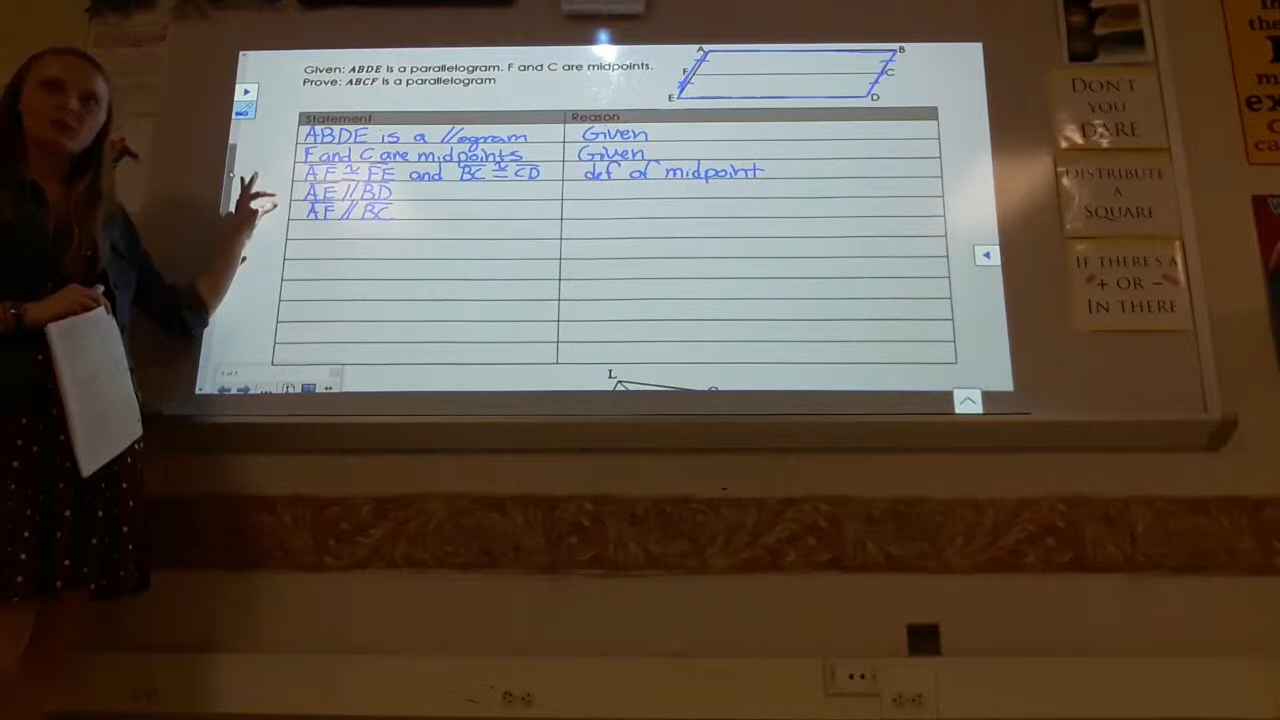 Given: ABDE is a parallelogram. F and C are midpoints.
Prove: ABCF is a parallelogram
A B
F C
E D
Statement Reason
ABDE is a //ogram Given
F and C are midpoints Given
AF ≅ FE and BC ≅ CD def of midpoint
AE // BD
AF // BC
L
DON'T
YOU
DARE
DISTRIBUTE
A
SQUARE
IF THERE'S A
+ OR -
IN THERE